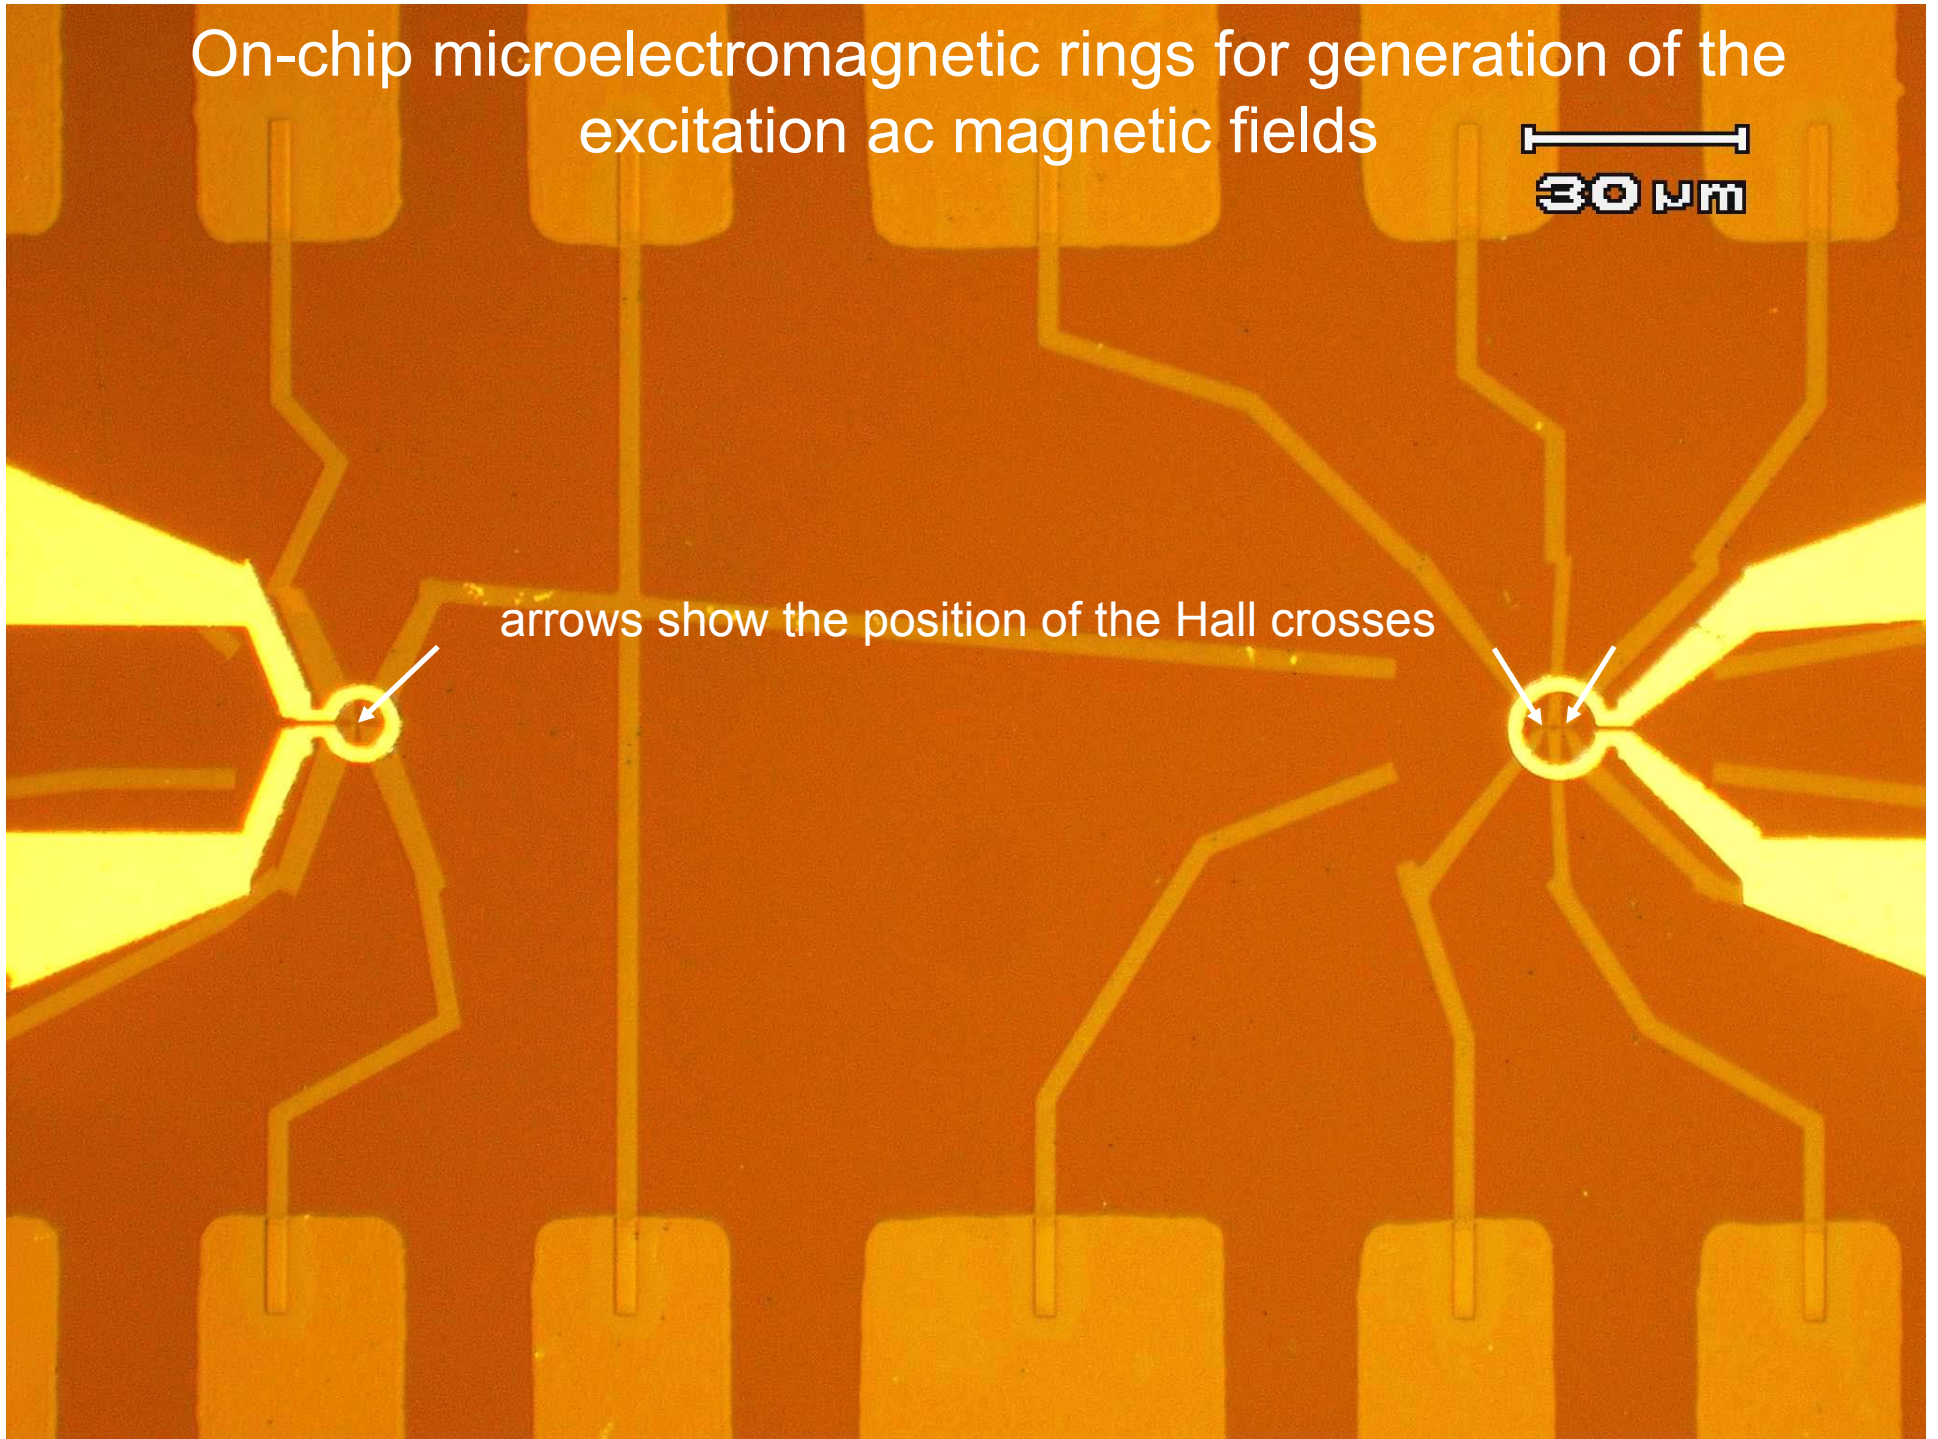 On-chip microelectromagnetic rings for generation of the
excitation ac magnetic fields
30 µm
arrows show the position of the Hall crosses